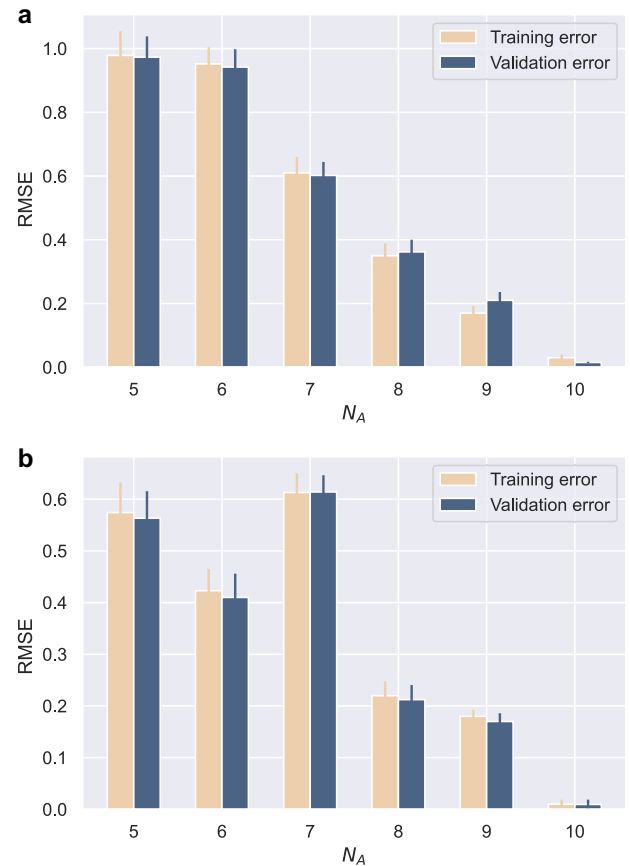 a
Training error
Validation error
1.0
0.8
0.6
0.4
0.2
0.0
RMSE
5 6 7 8 9 10
N_A
b
Training error
Validation error
0.6
0.5
0.4
0.3
0.2
0.1
0.0
RMSE
5 6 7 8 9 10
N_A